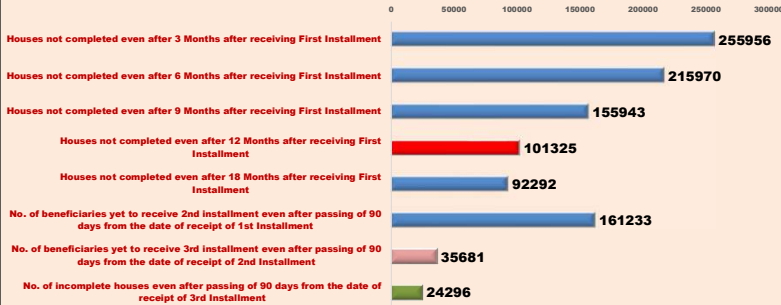 0 50000 100000 150000 200000 250000 300000
Houses not completed even after 3 Months after receiving First Installment
255956
Houses not completed even after 6 Months after receiving First Installment
215970
Houses not completed even after 9 Months after receiving First Installment
155943
Houses not completed even after 12 Months after receiving First
Installment
101325
Houses not completed even after 18 Months after receiving First
Installment
92292
No. of beneficiaries yet to receive 2nd installment even after passing of 90
days from the date of receipt of 1st Installment
161233
No. of beneficiaries yet to receive 3rd installment even after passing of 90
days from the date of receipt of 2nd Installment
35681
No. of incomplete houses even after passing of 90 days from the date of
receipt of 3rd Installment
24296